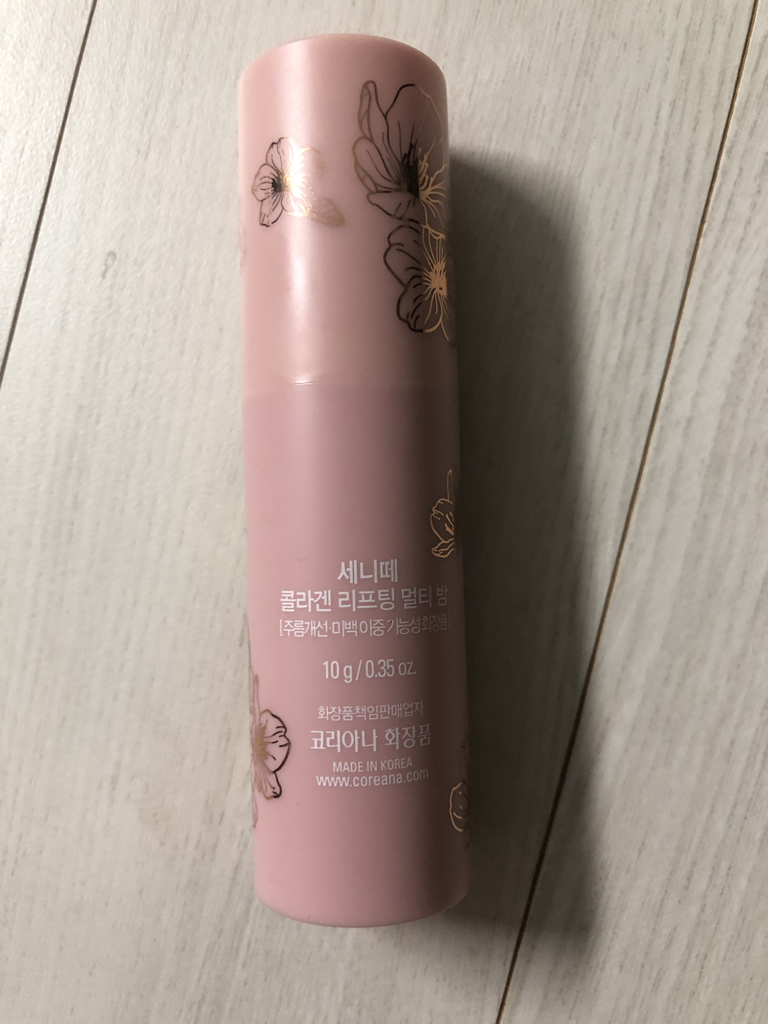 세니떼
콜라겐 리프팅 멀티 밤
[주름개선·미백 이중 기능성 화장품]
10 g / 0.35 oz.
화장품책임판매업자
코리아나 화장품
MADE IN KOREA
www.coreana.com